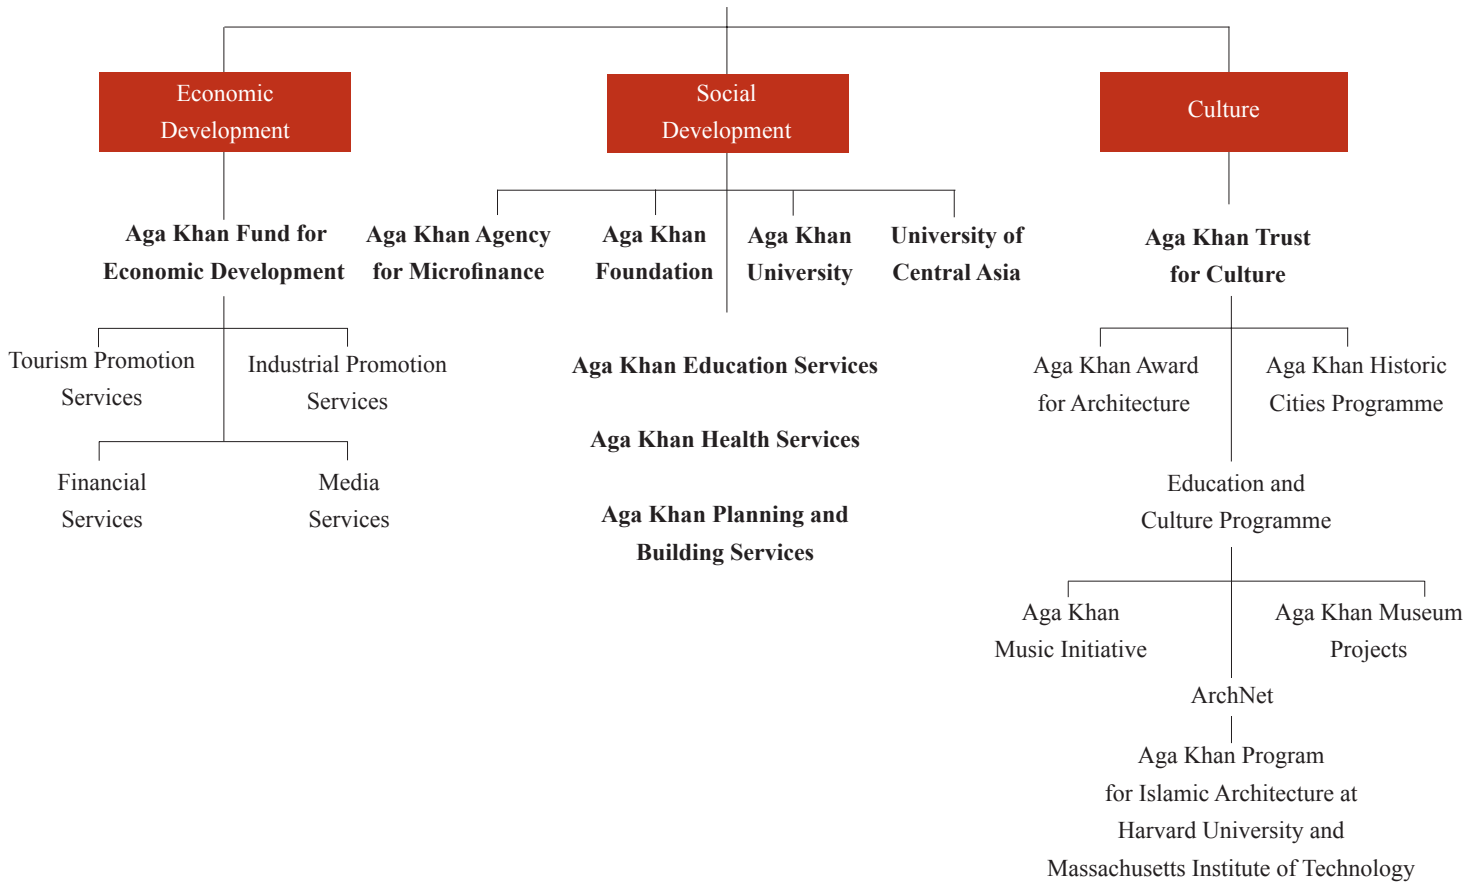 Economic
Development
Social
Development
Culture
Aga Khan Fund for
Economic Development
Aga Khan Agency
for Microfinance
Aga Khan
Foundation
Aga Khan
University
University of
Central Asia
Aga Khan Trust
for Culture
Tourism Promotion
Services
Industrial Promotion
Services
Financial
Services
Media
Services
Aga Khan Education Services
Aga Khan Health Services
Aga Khan Planning and
Building Services
Aga Khan Award
for Architecture
Aga Khan Historic
Cities Programme
Education and
Culture Programme
Aga Khan
Music Initiative
Aga Khan Museum
Projects
ArchNet
Aga Khan Program
for Islamic Architecture at
Harvard University and
Massachusetts Institute of Technology